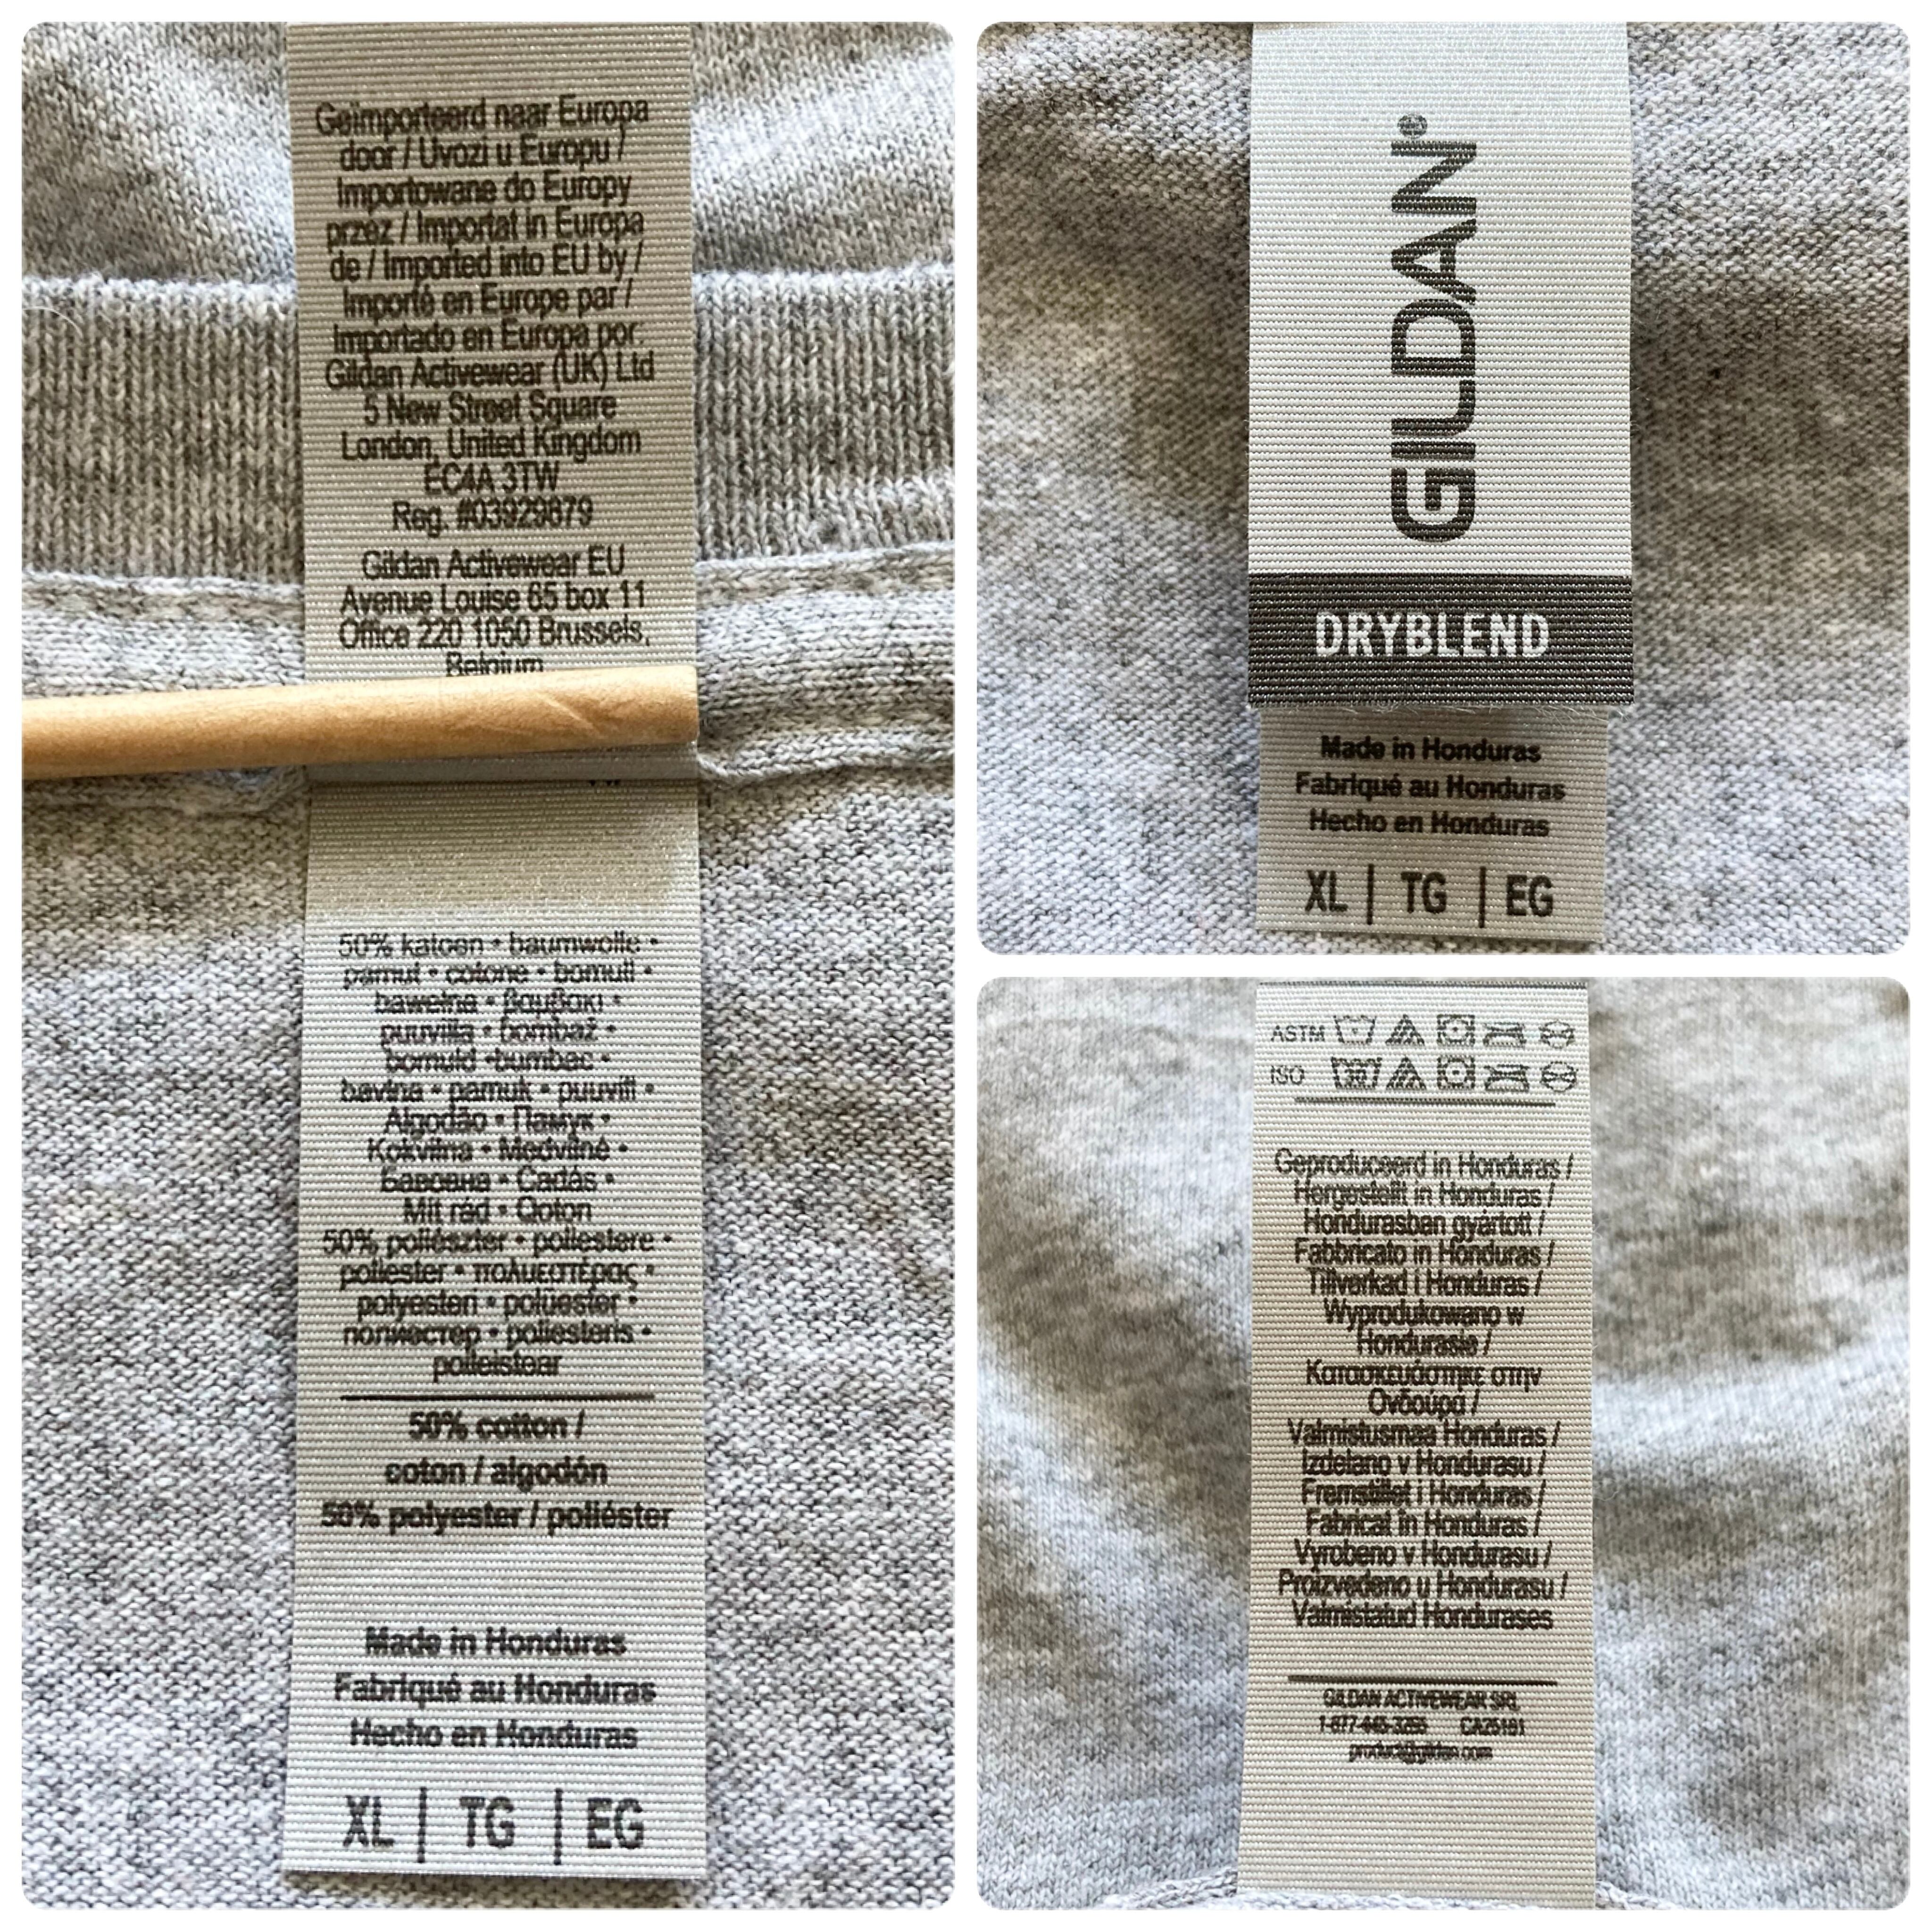 Geïmporteerd naar Europa
door / Uvozi u Europu /
Importowane do Europy
przez / Importat in Europa
de / Imported into EU by /
Importé en Europe par /
Importado en Europa por:
Gildan Activewear (UK) Ltd
5 New Street Square
London, United Kingdom
EC4A 3TW
Reg. #03929879
Gildan Activewear EU
Avenue Louise 65 box 11
Office 220 1050 Brussels,
Belgium
50% katoen • baumwolle •
pamut • cotone • bomull •
bawełna • βαμβάκι •
puuvilla • bombaž •
bomuld •bumbac •
bavlna • pamuk • puuvill •
Algodão • Памук •
Kokvilna • Medvilnė •
Бавовна • Cadás •
Mit rád • Qoton
50% poliészter • poliestere •
poliester • πολυεστέρας •
polyesteri • polüester •
полиестер • poliesteris •
poileistear
50% cotton /
coton / algodón
50% polyester / poliéster
Made in Honduras
Fabriqué au Honduras
Hecho en Honduras
XL | TG | EG
GILDAN®
DRYBLEND
Made in Honduras
Fabriqué au Honduras
Hecho en Honduras
XL | TG | EG
ASTM
ISO 30
Geproduceerd in Honduras /
Hergestellt in Honduras /
Hondurasban gyártott /
Fabbricato in Honduras /
Tillverkad i Honduras /
Wyprodukowano w
Hondurasie /
Κατασκευάστηκε στην
Ονδούρα /
Valmistusmaa Honduras /
Izdelano v Hondurasu /
Fremstillet i Honduras /
Fabricat in Honduras /
Vyrobeno v Hondurasu /
Proizvedeno u Hondurasu /
Valmistatud Hondurases
GILDAN ACTIVEWEAR SRL
1-877-445-3265 CA25181
product@gildan.com